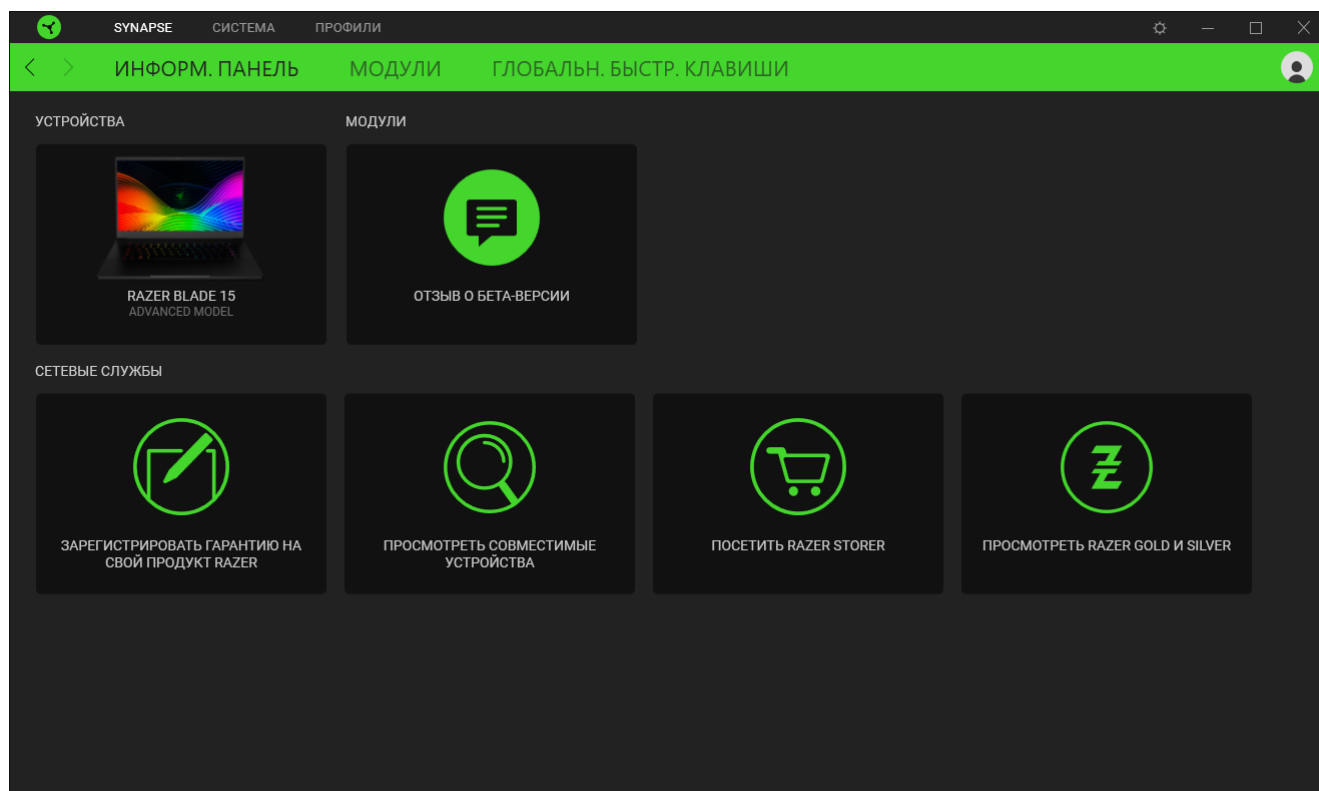 SYNAPSE СИСТЕМА ПРОФИЛИ
ИНФОРМ. ПАНЕЛЬ МОДУЛИ ГЛОБАЛЬН. БЫСТР. КЛАВИШИ
УСТРОЙСТВА МОДУЛИ
RAZER BLADE 15
ADVANCED MODEL
ОТЗЫВ О БЕТА-ВЕРСИИ
СЕТЕВЫЕ СЛУЖБЫ
ЗАРЕГИСТРИРОВАТЬ ГАРАНТИЮ НА
СВОЙ ПРОДУКТ RAZER
ПРОСМОТРЕТЬ СОВМЕСТИМЫЕ
УСТРОЙСТВА
ПОСЕТИТЬ RAZER STORER
ПРОСМОТРЕТЬ RAZER GOLD И SILVER